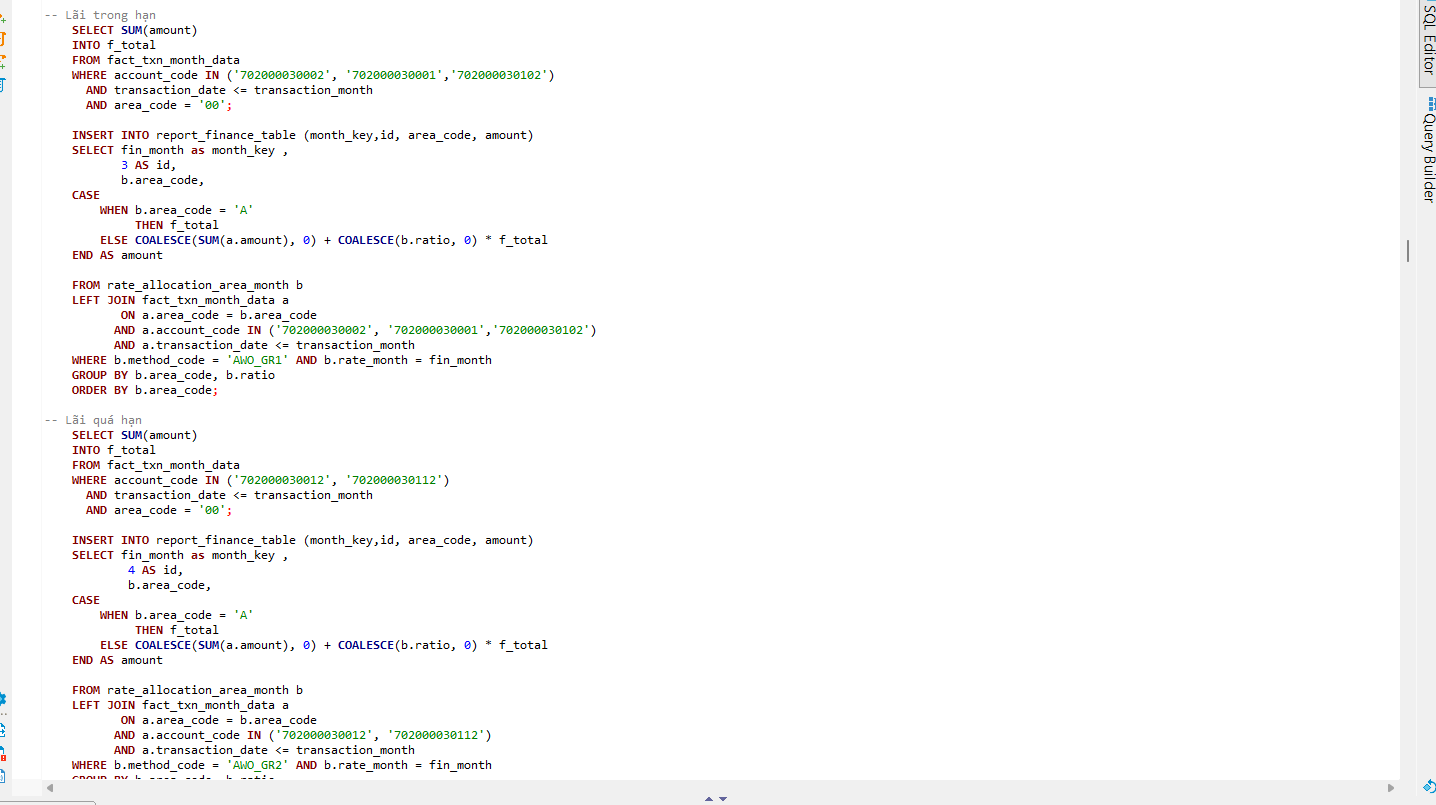 -- Lãi trong hạn
SELECT SUM(amount)
INTO f_total
FROM fact_txn_month_data
WHERE account_code IN ('702000030002', '702000030001','702000030102')
AND transaction_date <= transaction_month
AND area_code = '00';
INSERT INTO report_finance_table (month_key,id, area_code, amount)
SELECT fin_month as month_key ,
3 AS id,
b.area_code,
CASE
WHEN b.area_code = 'A'
THEN f_total
ELSE COALESCE(SUM(a.amount), 0) + COALESCE(b.ratio, 0) * f_total
END AS amount
FROM rate_allocation_area_month b
LEFT JOIN fact_txn_month_data a
ON a.area_code = b.area_code
AND a.account_code IN ('702000030002', '702000030001','702000030102')
AND a.transaction_date <= transaction_month
WHERE b.method_code = 'AWO_GR1' AND b.rate_month = fin_month
GROUP BY b.area_code, b.ratio
ORDER BY b.area_code;
-- Lãi quá hạn
SELECT SUM(amount)
INTO f_total
FROM fact_txn_month_data
WHERE account_code IN ('702000030012', '702000030112')
AND transaction_date <= transaction_month
AND area_code = '00';
INSERT INTO report_finance_table (month_key,id, area_code, amount)
SELECT fin_month as month_key ,
4 AS id,
b.area_code,
CASE
WHEN b.area_code = 'A'
THEN f_total
ELSE COALESCE(SUM(a.amount), 0) + COALESCE(b.ratio, 0) * f_total
END AS amount
FROM rate_allocation_area_month b
LEFT JOIN fact_txn_month_data a
ON a.area_code = b.area_code
AND a.account_code IN ('702000030012', '702000030112')
AND a.transaction_date <= transaction_month
WHERE b.method_code = 'AWO_GR2' AND b.rate_month = fin_month
GROUP BY b.area_code, b.ratio
SQL Editor
Query Builder